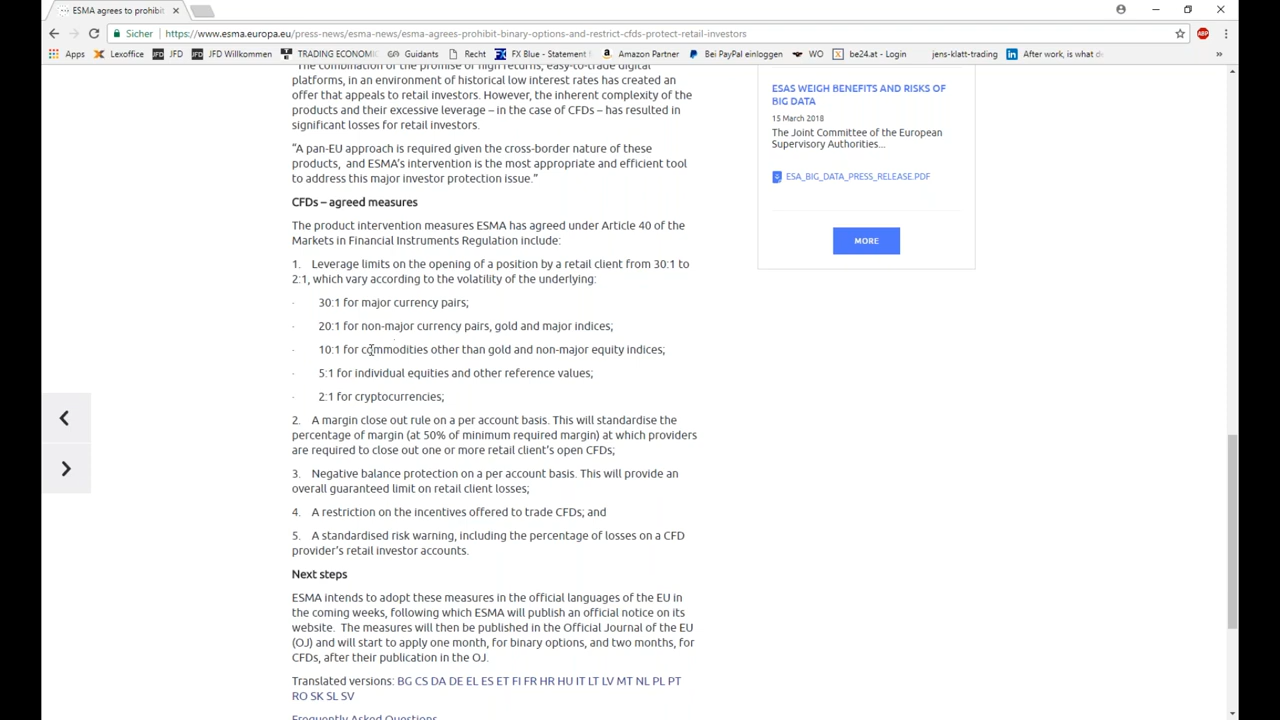 ESMA agrees to prohibit
Sicher
https://www.esma.europa.eu/press-news/esma-news/esma-agrees-prohibit-binary-options-and-restrict-cfds-protect-retail-investors
Apps Lexoffice JFD JFD Willkommen TRADING ECONOMIC Guidants Recht FX Blue - Statement Amazon Partner Bei PayPal einloggen WO be24.at - Login jens-klatt-trading After work, is what d
The combination of the promise of high returns, easy-to-trade digital
platforms, in an environment of historical low interest rates has created an
offer that appeals to retail investors. However, the inherent complexity of the
products and their excessive leverage – in the case of CFDs – has resulted in
significant losses for retail investors.
“A pan-EU approach is required given the cross-border nature of these
products, and ESMA’s intervention is the most appropriate and efficient tool
to address this major investor protection issue.”
CFDs – agreed measures
The product intervention measures ESMA has agreed under Article 40 of the
Markets in Financial Instruments Regulation include:
1. Leverage limits on the opening of a position by a retail client from 30:1 to
2:1, which vary according to the volatility of the underlying:
· 30:1 for major currency pairs;
· 20:1 for non-major currency pairs, gold and major indices;
· 10:1 for commodities other than gold and non-major equity indices;
· 5:1 for individual equities and other reference values;
· 2:1 for cryptocurrencies;
2. A margin close out rule on a per account basis. This will standardise the
percentage of margin (at 50% of minimum required margin) at which providers
are required to close out one or more retail client’s open CFDs;
3. Negative balance protection on a per account basis. This will provide an
overall guaranteed limit on retail client losses;
4. A restriction on the incentives offered to trade CFDs; and
5. A standardised risk warning, including the percentage of losses on a CFD
provider’s retail investor accounts.
Next steps
ESMA intends to adopt these measures in the official languages of the EU in
the coming weeks, following which ESMA will publish an official notice on its
website. The measures will then be published in the Official Journal of the EU
(OJ) and will start to apply one month, for binary options, and two months, for
CFDs, after their publication in the OJ.
Translated versions: BG CS DA DE EL ES ET FI FR HR HU IT LT LV MT NL PL PT
RO SK SL SV
Frequently Asked Questions
ESAS WEIGH BENEFITS AND RISKS OF
BIG DATA
15 March 2018
The Joint Committee of the European
Supervisory Authorities...
ESA_BIG_DATA_PRESS_RELEASE.PDF
MORE